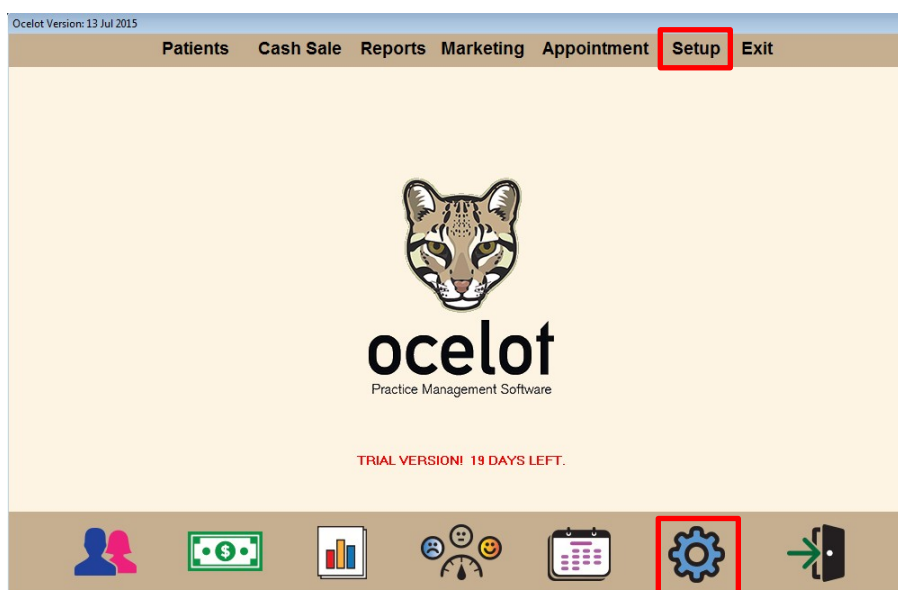 Ocelot Version: 13 Jul 2015
Patients Cash Sale Reports Marketing Appointment Setup Exit
ocelot
Practice Management Software
TRIAL VERSION! 19 DAYS LEFT.
$